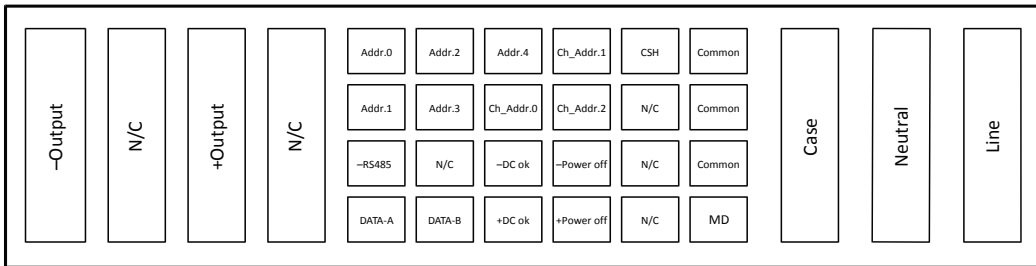 –Output
N/C
+Output
N/C
Addr.0 Addr.2 Addr.4 Ch_Addr.1 CSH Common
Addr.1 Addr.3 Ch_Addr.0 Ch_Addr.2 N/C Common
–RS485 N/C –DC ok –Power off N/C Common
DATA-A DATA-B +DC ok +Power off N/C MD
Case
Neutral
Line